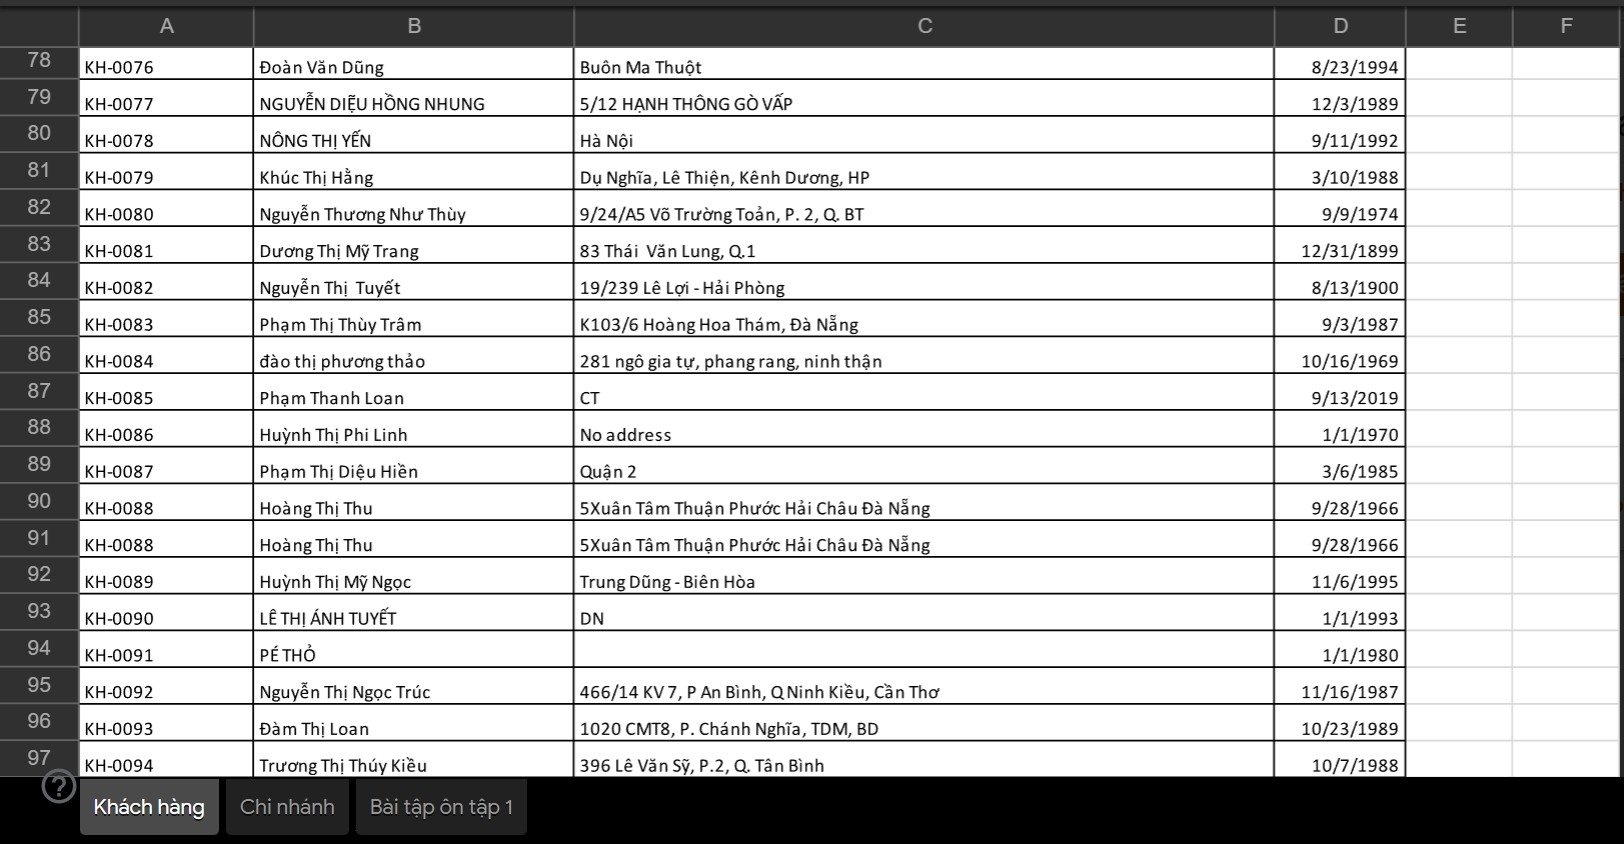 A B C D E F
78 KH-0076 Đoàn Văn Dũng Buôn Ma Thuột 8/23/1994
79 KH-0077 NGUYỄN DIỆU HỒNG NHUNG 5/12 HẠNH THÔNG GÒ VẤP 12/3/1989
80 KH-0078 NÔNG THỊ YẾN Hà Nội 9/11/1992
81 KH-0079 Khúc Thị Hằng Dụ Nghĩa, Lê Thiện, Kênh Dương, HP 3/10/1988
82 KH-0080 Nguyễn Thương Như Thùy 9/24/A5 Võ Trường Toản, P. 2, Q. BT 9/9/1974
83 KH-0081 Dương Thị Mỹ Trang 83 Thái  Văn Lung, Q.1 12/31/1899
84 KH-0082 Nguyễn Thị  Tuyết 19/239 Lê Lợi - Hải Phòng 8/13/1900
85 KH-0083 Phạm Thị Thùy Trâm K103/6 Hoàng Hoa Thám, Đà Nẵng 9/3/1987
86 KH-0084 đào thị phương thảo 281 ngô gia tự, phang rang, ninh thận 10/16/1969
87 KH-0085 Phạm Thanh Loan CT 9/13/2019
88 KH-0086 Huỳnh Thị Phi Linh No address 1/1/1970
89 KH-0087 Phạm Thị Diệu Hiền Quận 2 3/6/1985
90 KH-0088 Hoàng Thị Thu 5Xuân Tâm Thuận Phước Hải Châu Đà Nẵng 9/28/1966
91 KH-0088 Hoàng Thị Thu 5Xuân Tâm Thuận Phước Hải Châu Đà Nẵng 9/28/1966
92 KH-0089 Huỳnh Thị Mỹ Ngọc Trung Dũng - Biên Hòa 11/6/1995
93 KH-0090 LÊ THỊ ÁNH TUYẾT DN 1/1/1993
94 KH-0091 PÉ THỎ 1/1/1980
95 KH-0092 Nguyễn Thị Ngọc Trúc 466/14 KV 7, P An Bình, Q Ninh Kiều, Cần Thơ 11/16/1987
96 KH-0093 Đàm Thị Loan 1020 CMT8, P. Chánh Nghĩa, TDM, BD 10/23/1989
97 KH-0094 Trương Thị Thúy Kiều 396 Lê Văn Sỹ, P.2, Q. Tân Bình 10/7/1988
? Khách hàng Chi nhánh Bài tập ôn tập 1